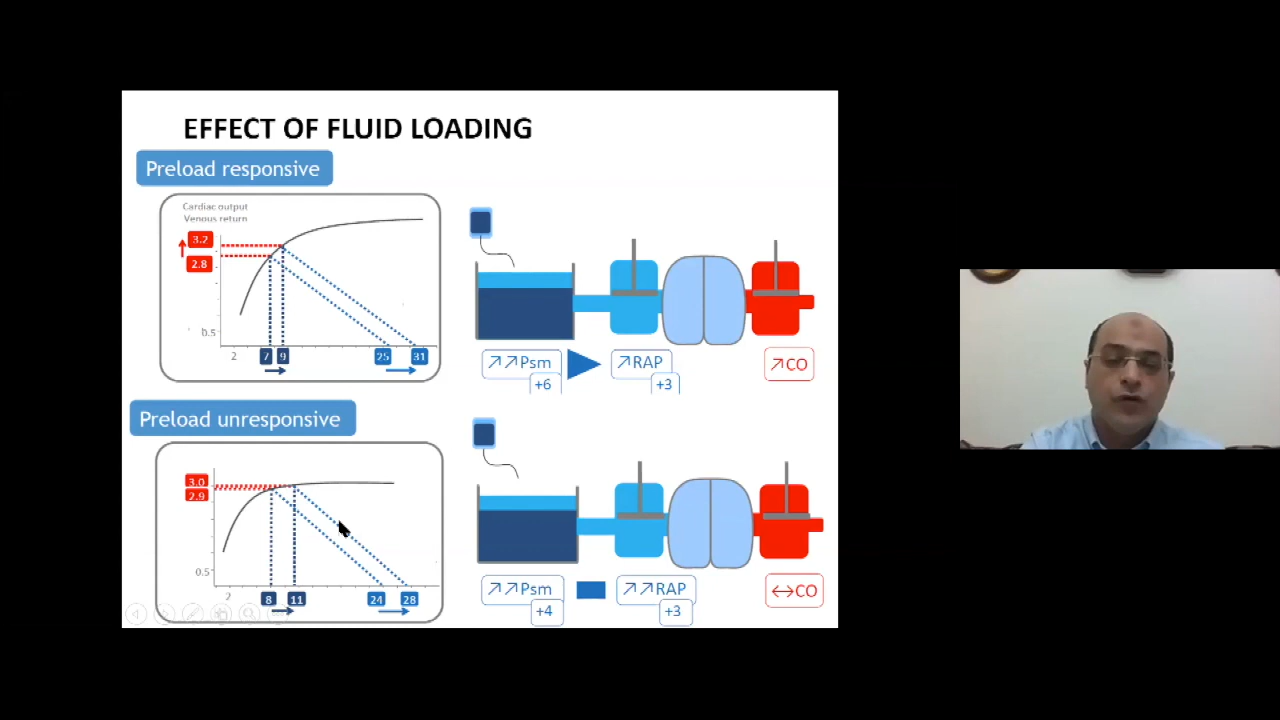 EFFECT OF FLUID LOADING
Preload responsive
Cardiac output
Venous return
3.2
2.8
0.5
2
7
9
25
31
↗↗Psm
+6
↗RAP
+3
↗CO
Preload unresponsive
3.0
2.9
0.5
2
8
11
24
28
↗↗Psm
+4
↗↗RAP
+3
↔CO